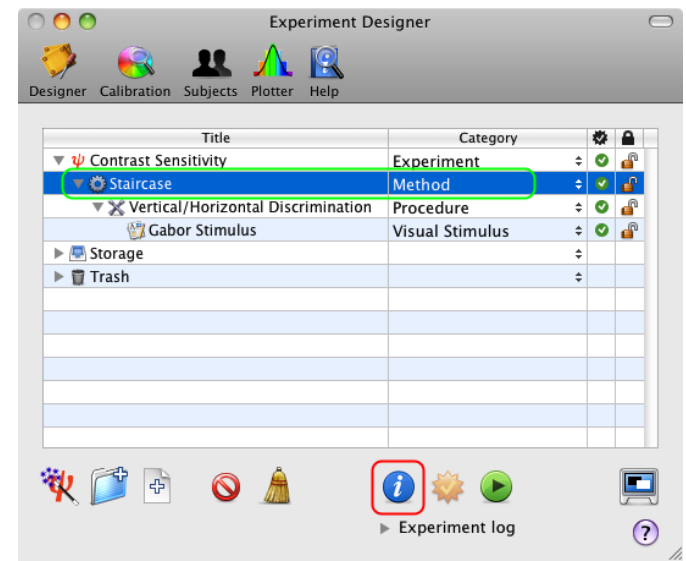 Experiment Designer
Designer Calibration Subjects Plotter Help
Title Category
Contrast Sensitivity Experiment
Staircase Method
Vertical/Horizontal Discrimination Procedure
Gabor Stimulus Visual Stimulus
Storage
Trash
Experiment log
?